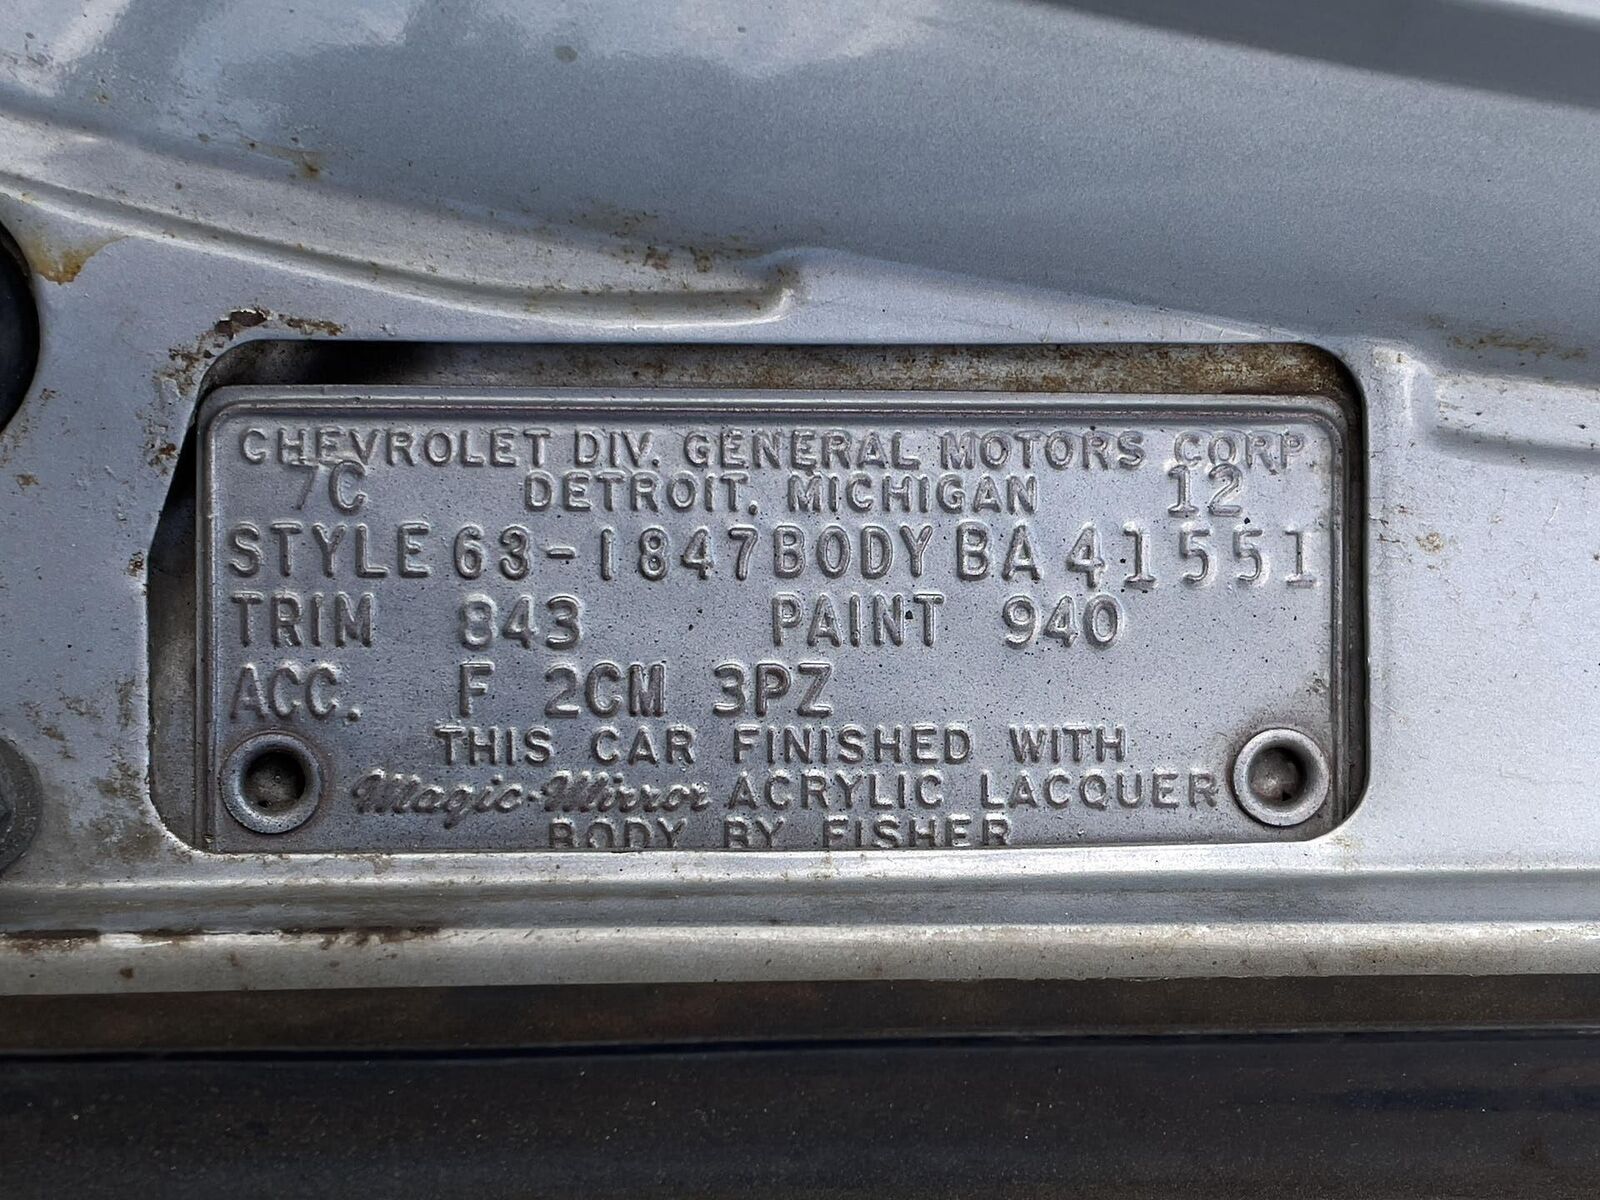 CHEVROLET DIV. GENERAL MOTORS CORP.
7C DETROIT, MICHIGAN 12
STYLE 63-1847 BODY BA 41551
TRIM 843 PAINT 940
ACC. F 2CM 3PZ
THIS CAR FINISHED WITH
Magic-Mirror ACRYLIC LACQUER
BODY BY FISHER